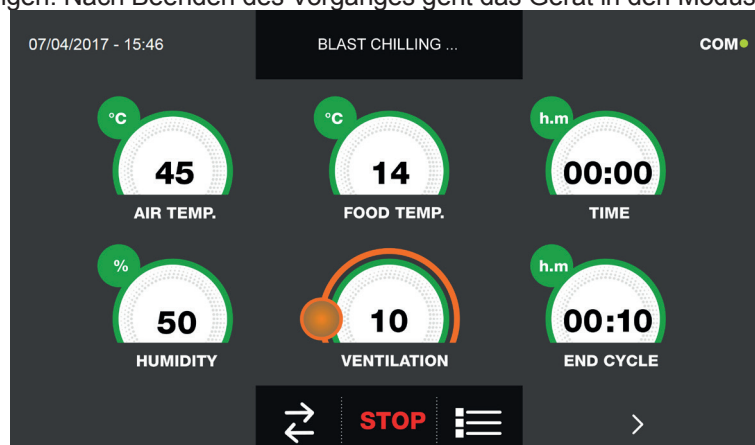 ngen. Nach Beenden des Vorganges geht das Gerät in den Modus
07/04/2017 - 15:46
BLAST CHILLING ...
COM
°C
45
AIR TEMP.
°C
14
FOOD TEMP.
h.m
00:00
TIME
%
50
HUMIDITY
10
VENTILATION
h.m
00:10
END CYCLE
STOP